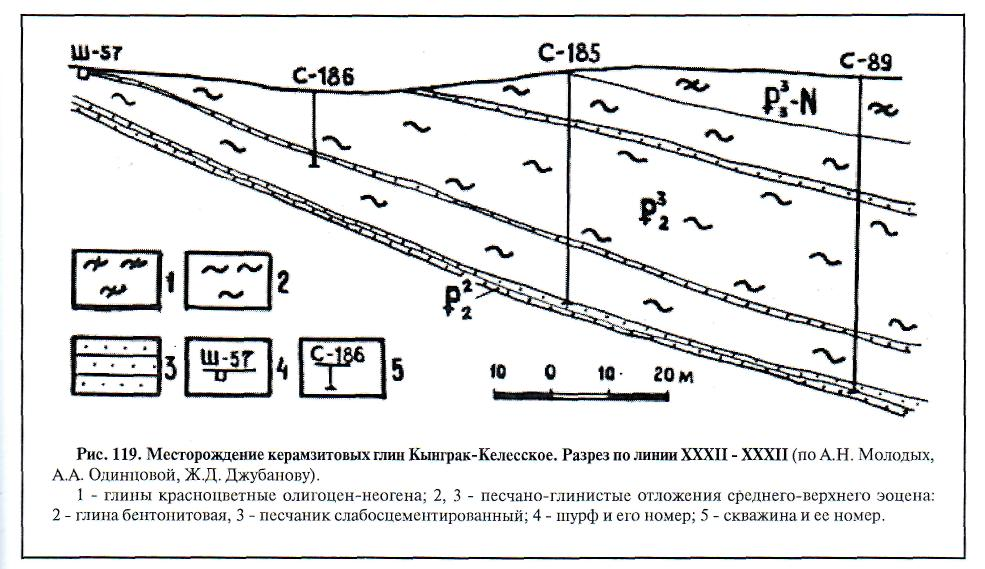 Ш-57
С-186
С-185
С-89
Р₃³-N
Р₂³
Р₂²
1
2
3
Ш-57
4
С-186
5
10 0 10 20 м
Рис. 119. Месторождение керамзитовых глин Кынграк-Келесское. Разрез по линии XXXII - XXXII (по А.Н. Молодых,
А.А. Одинцовой, Ж.Д. Джубанову).
1 - глины красноцветные олигоцен-неогена; 2, 3 - песчано-глинистые отложения среднего-верхнего эоцена:
2 - глина бентонитовая, 3 - песчаник слабосцементированный; 4 - шурф и его номер; 5 - скважина и ее номер.